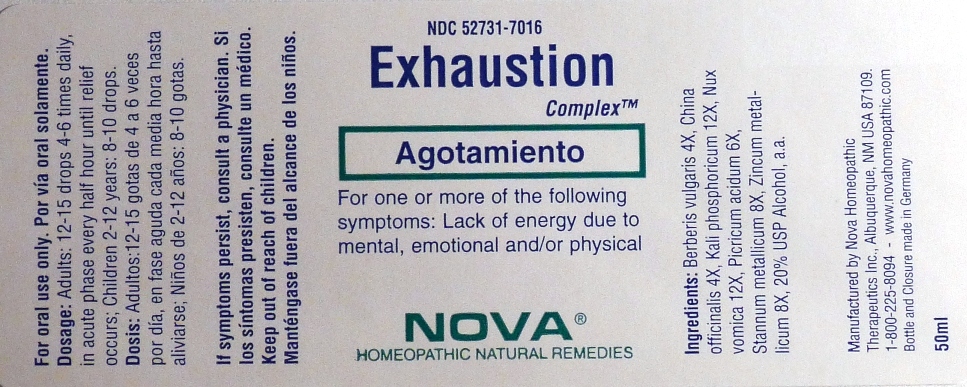 For oral use only. Por vía oral solamente.
Dosage: Adults: 12-15 drops 4-6 times daily,
in acute phase every half hour until relief
occurs; Children 2-12 years: 8-10 drops.
Dosis: Adultos:12-15 gotas de 4 a 6 veces
por día, en fase aguda cada media hora hasta
aliviarse; Niños de 2-12 años: 8-10 gotas.
If symptoms persist, consult a physician. Si
los síntomas presisten, consulte un médico.
Keep out of reach of children.
Manténgase fuera del alcance de los niños.
NDC 52731-7016
Exhaustion
Complex™
Agotamiento
For one or more of the following
symptoms: Lack of energy due to
mental, emotional and/or physical
NOVA®
HOMEOPATHIC NATURAL REMEDIES
Ingredients: Berberis vulgaris 4X, China
officinalis 4X, Kali phosphoricum 12X, Nux
vomica 12X, Picricum acidum 6X,
Stannum metallicum 8X, Zincum metal-
licum 8X, 20% USP Alcohol, a.a.
Manufactured by Nova Homeopathic
Therapeutics Inc., Albuquerque, NM USA 87109.
1-800-225-8094 - www.novahomeopathic.com
Bottle and Closure made in Germany
50ml